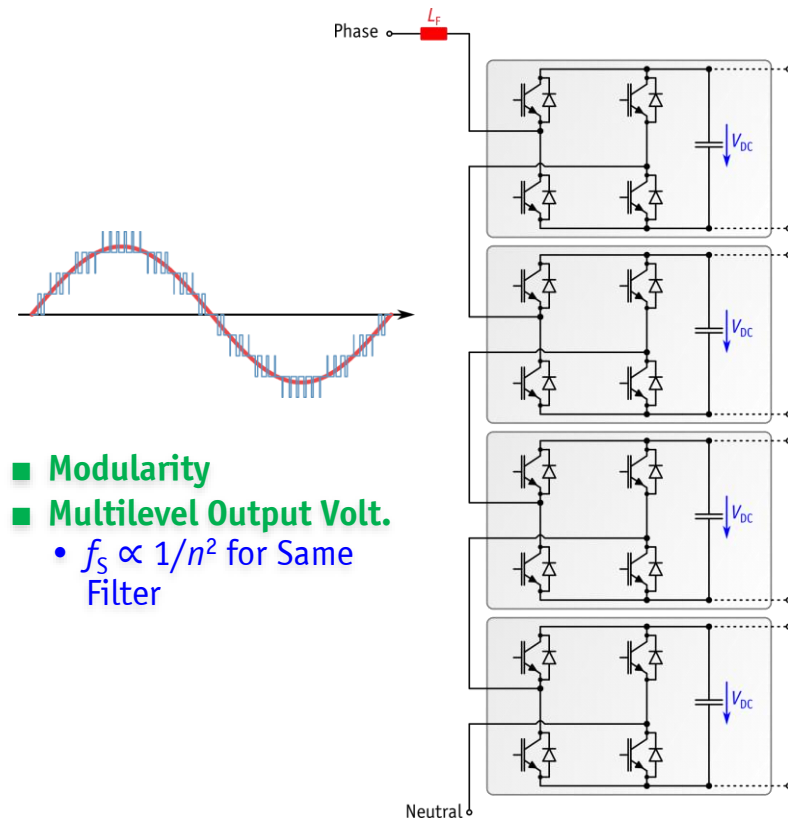 L_F
Phase
V_DC
V_DC
■ Modularity
■ Multilevel Output Volt.
• f_S ∝ 1/n² for Same
Filter
V_DC
V_DC
Neutral